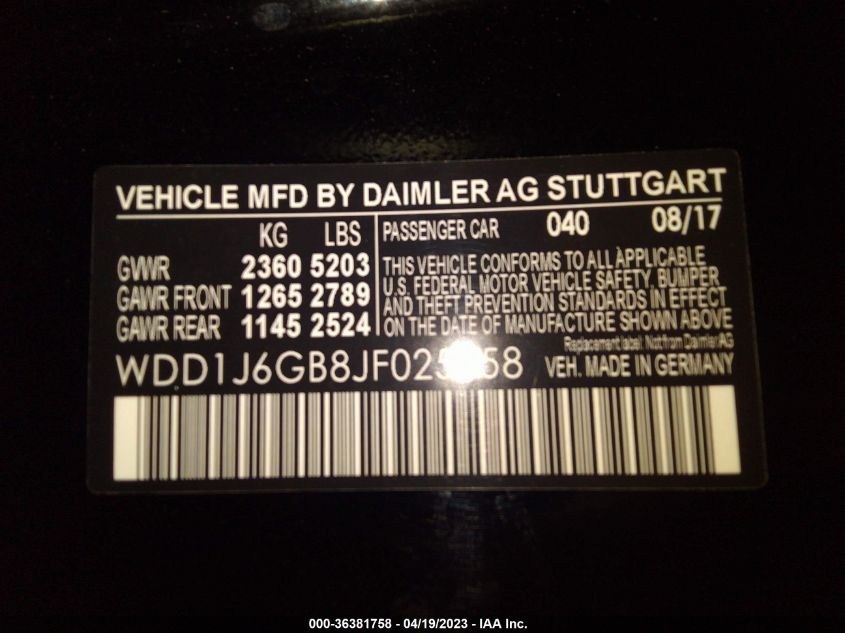 VEHICLE MFD BY DAIMLER AG STUTTGART
KG LBS
GVWR 2360 5203
GAWR FRONT 1265 2789
GAWR REAR 1145 2524
PASSENGER CAR 040 08/17
THIS VEHICLE CONFORMS TO ALL APPLICABLE
U.S. FEDERAL MOTOR VEHICLE SAFETY, BUMPER
AND THEFT PREVENTION STANDARDS IN EFFECT
ON THE DATE OF MANUFACTURE SHOWN ABOVE
Replacement label. Not from Daimler AG
VEH. MADE IN GERMANY
000-36381758 - 04/19/2023 - IAA Inc.